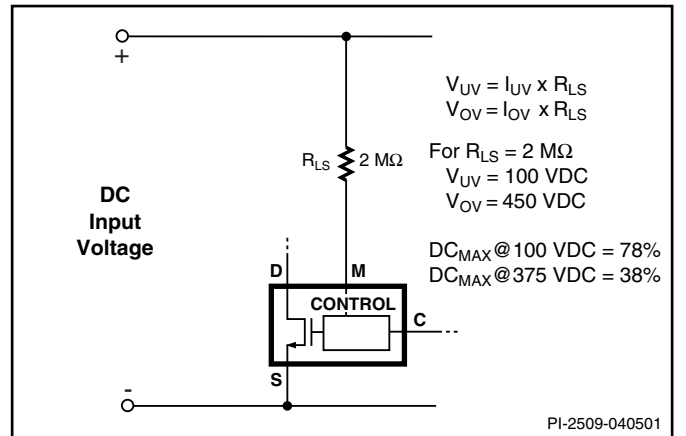 +
V_UV = I_UV x R_LS
V_OV = I_OV x R_LS
R_LS 2 MΩ
For R_LS = 2 MΩ
V_UV = 100 VDC
V_OV = 450 VDC
DC
Input
Voltage
DC_MAX@100 VDC = 78%
DC_MAX@375 VDC = 38%
D M
CONTROL
C
S
-
PI-2509-040501